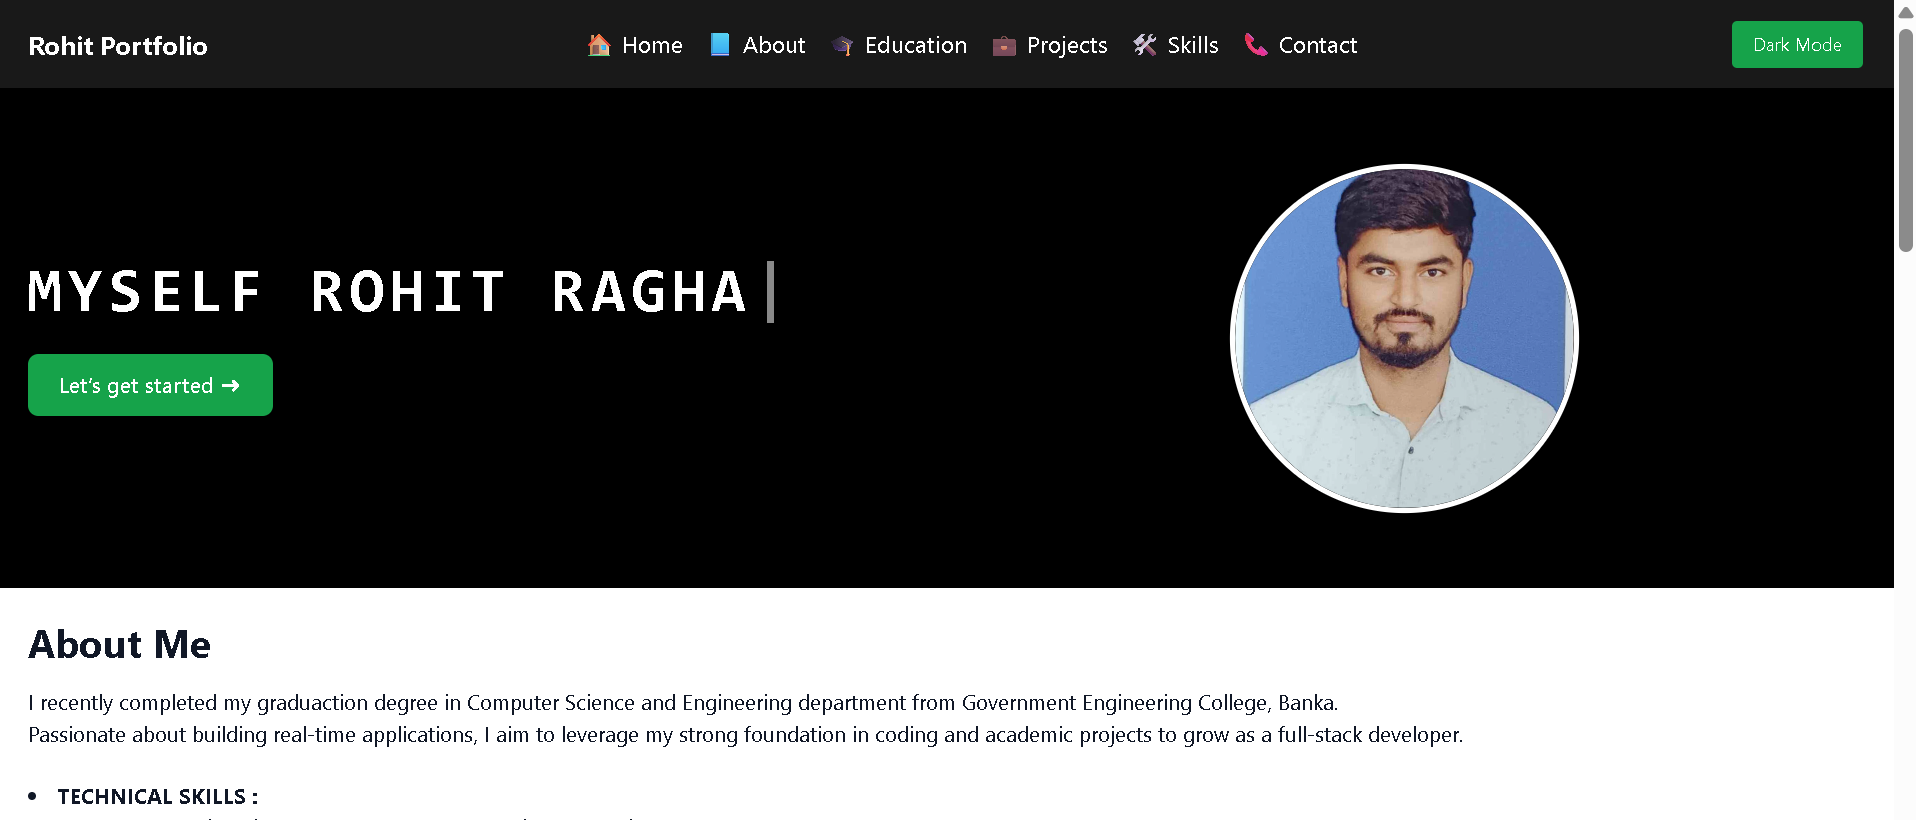 Rohit Portfolio
🏠 Home 📘 About 🎓 Education 💼 Projects 🛠 Skills 📞 Contact
Dark Mode
MYSELF ROHIT RAGHA
Let's get started ➜
About Me
I recently completed my graduaction degree in Computer Science and Engineering department from Government Engineering College, Banka.
Passionate about building real-time applications, I aim to leverage my strong foundation in coding and academic projects to grow as a full-stack developer.
• TECHNICAL SKILLS :